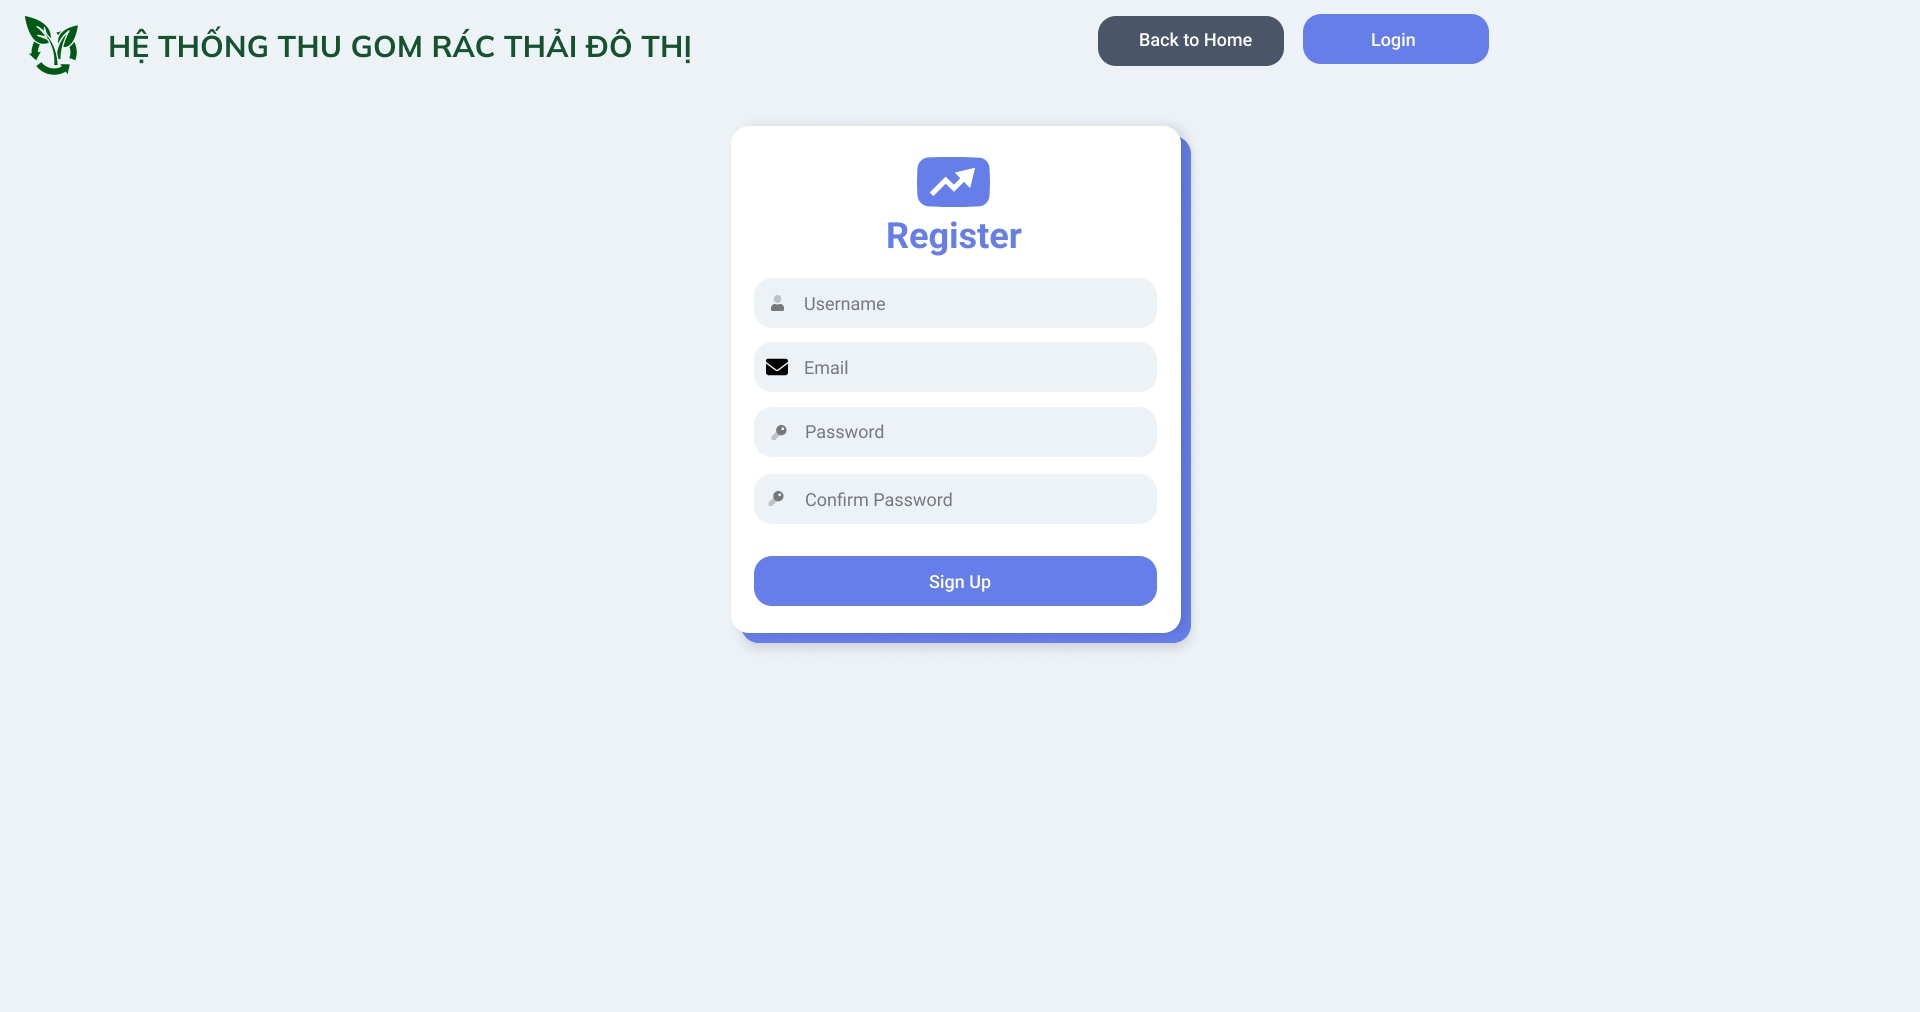 HỆ THỐNG THU GOM RÁC THẢI ĐÔ THỊ
Back to Home
Login
Register
Username
Email
Password
Confirm Password
Sign Up